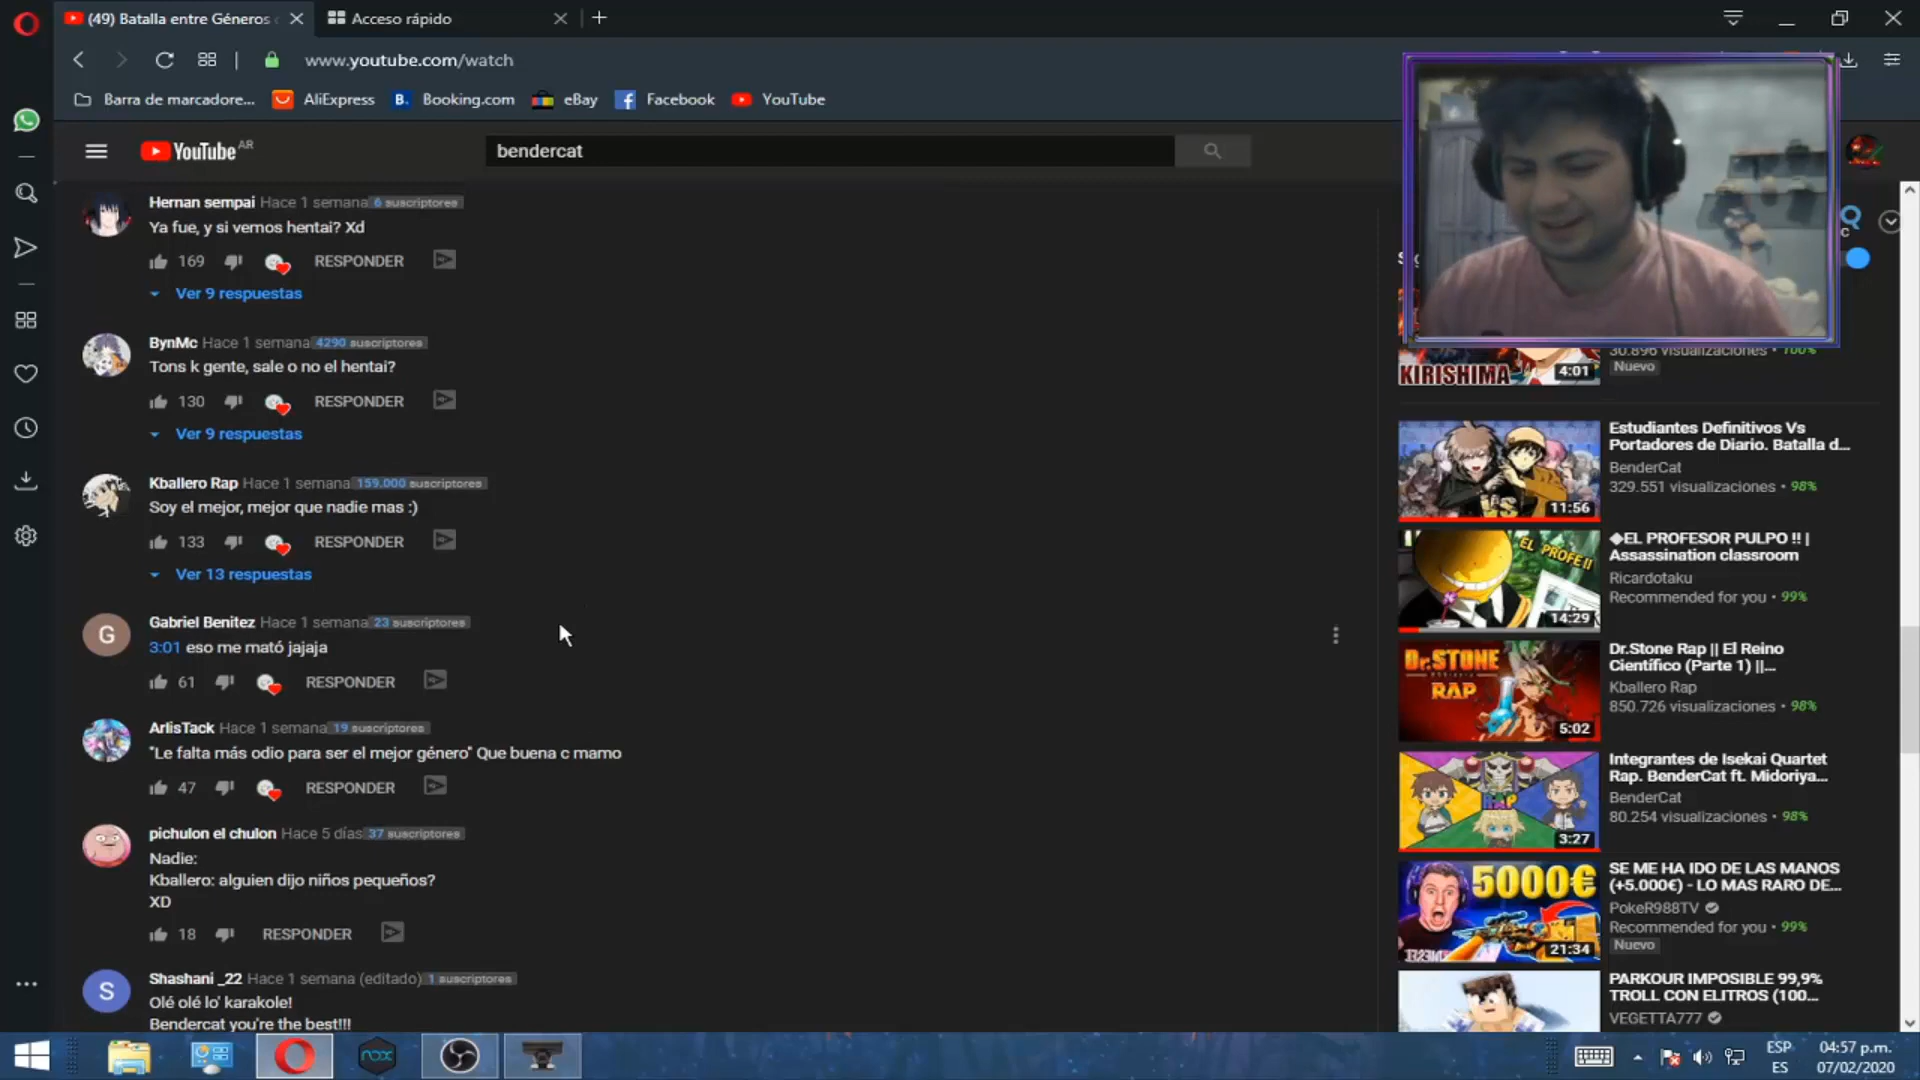 (49) Batalla entre Géneros
Acceso rápido
www.youtube.com/watch
Barra de marcadore...
AliExpress
B.
Booking.com
eBay
Facebook
YouTube
YouTube AR
bendercat
Hernan sempai Hace 1 semana 6 suscriptores
Ya fue, y si vemos hentai? Xd
169 RESPONDER
Ver 9 respuestas
BynMc Hace 1 semana 4290 suscriptores
Tons k gente, sale o no el hentai?
130 RESPONDER
Ver 9 respuestas
Kballero Rap Hace 1 semana 159.000 suscriptores
Soy el mejor, mejor que nadie mas :)
133 RESPONDER
Ver 13 respuestas
G
Gabriel Benitez Hace 1 semana 23 suscriptores
3:01 eso me mató jajaja
61 RESPONDER
ArlisTack Hace 1 semana 19 suscriptores
"Le falta más odio para ser el mejor género" Que buena c mamo
47 RESPONDER
pichulon el chulon Hace 5 días 37 suscriptores
Nadie:
Kballero: alguien dijo niños pequeños?
XD
18 RESPONDER
S
Shashani _22 Hace 1 semana (editado) 1 suscriptores
Olé olé lo' karakole!
Bendercat you're the best!!!
KIRISHIMA
4:01
30.896 visualizaciones • 100%
Nuevo
11:56
Estudiantes Definitivos Vs
Portadores de Diario. Batalla d...
BenderCat
329.551 visualizaciones • 98%
EL PROFE!!
14:29
◆EL PROFESOR PULPO !! |
Assassination classroom
Ricardotaku
Recommended for you • 99%
Dr.STONE
RAP
5:02
Dr.Stone Rap || El Reino
Científico (Parte 1) ||...
Kballero Rap
850.726 visualizaciones • 98%
RAP
3:27
Integrantes de Isekai Quartet
Rap. BenderCat ft. Midoriya...
BenderCat
80.254 visualizaciones • 98%
5000€
21:34
SE ME HA IDO DE LAS MANOS
(+5.000€) - LO MAS RARO DE...
PokeR988TV
Recommended for you • 99%
Nuevo
PARKOUR IMPOSIBLE 99,9%
TROLL CON ELITROS (100...
VEGETTA777
nox
ESP
ES
04:57 p.m.
07/02/2020